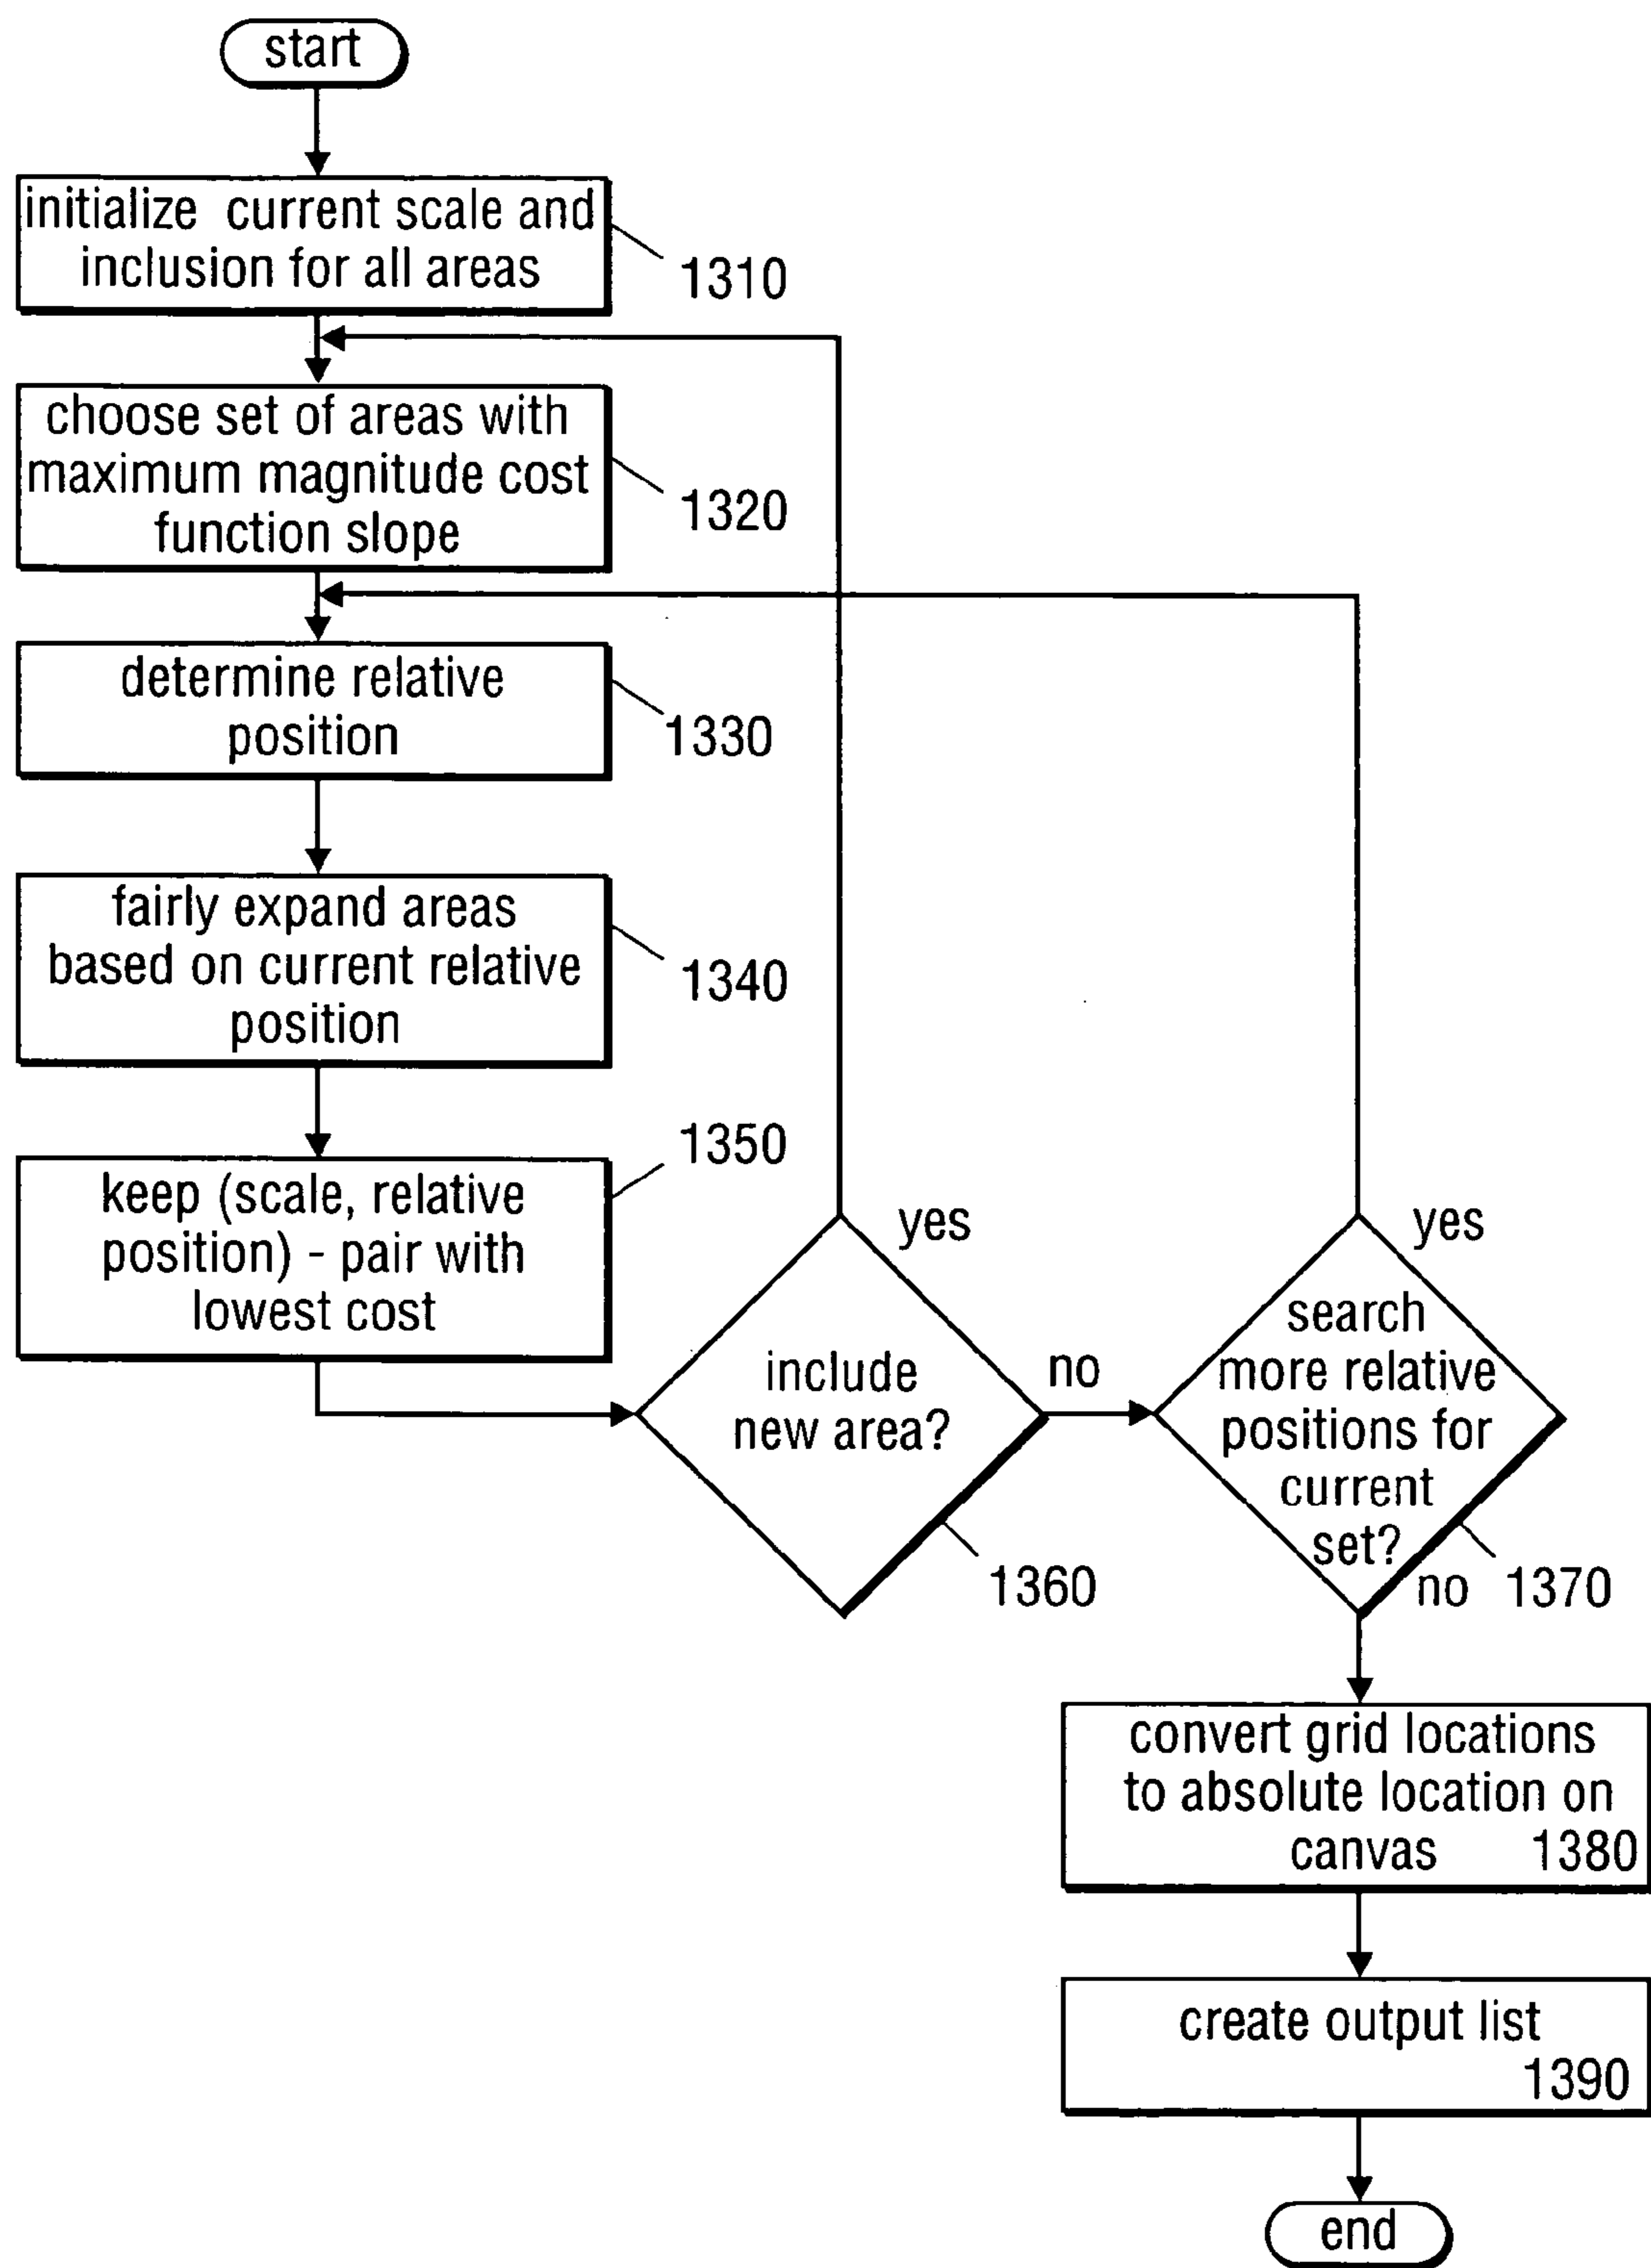 start
initialize current scale and
inclusion for all areas
1310
choose set of areas with
maximum magnitude cost
function slope
1320
determine relative
position
1330
fairly expand areas
based on current relative
position
1340
keep (scale, relative
position) - pair with
lowest cost
1350
include
new area?
yes
no
1360
search
more relative
positions for
current
set?
yes
no
1370
convert grid locations
to absolute location on
canvas
1380
create output list
1390
end